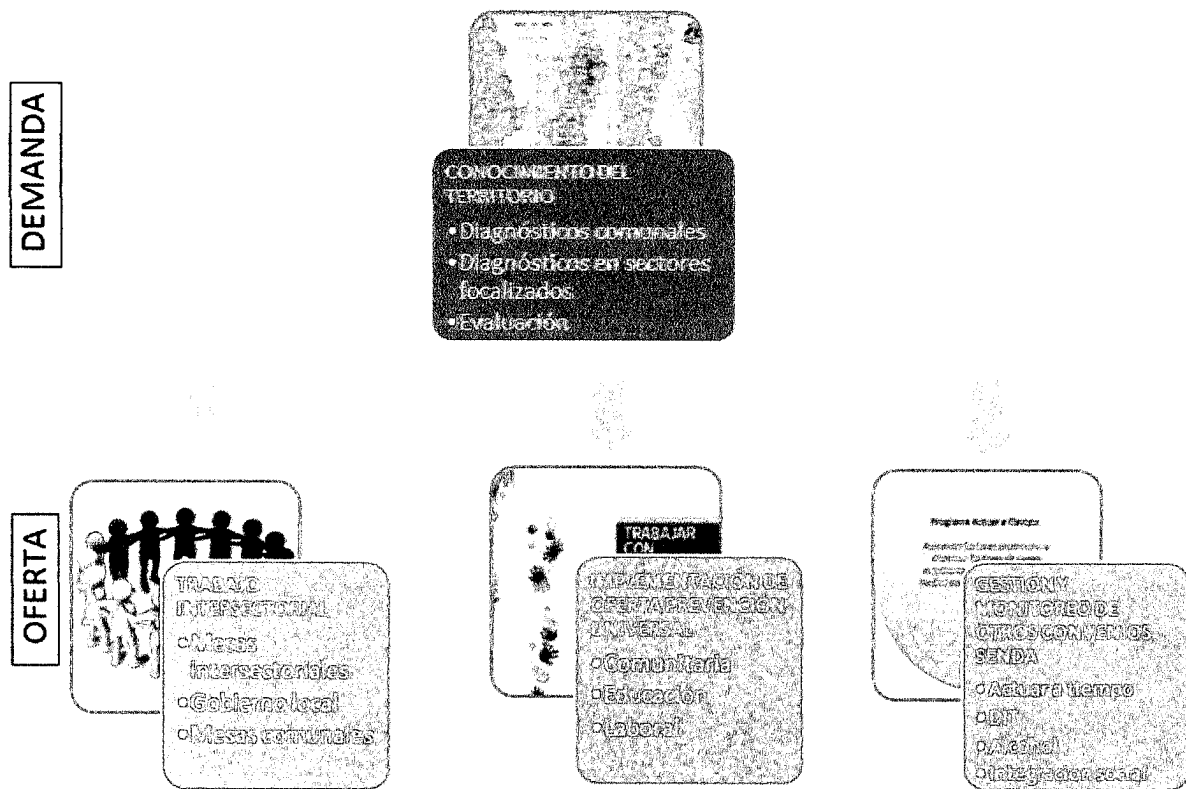 DEMANDA
CONOCIMIENTO DEL
TERRITORIO
•Diagnósticos comunales
•Diagnósticos en sectores
focalizados
•Evaluación
OFERTA
TRABAJO
INTERSECTORIAL
•Mesas
Intersectoriales
•Gobierno local
•Mesas comunales
TRABAJAR
CON
IMPLEMENTACIÓN DE
OFERTA PREVENCIÓN
UNIVERSAL
•Comunitaria
•Educación
•Laboral
Programa Actuar a Tiempo
GESTION Y
MONITOREO DE
OTROS CONVENIOS
SENDA
•Actuar a tiempo
•DIT
•Alcohol
•Integración social